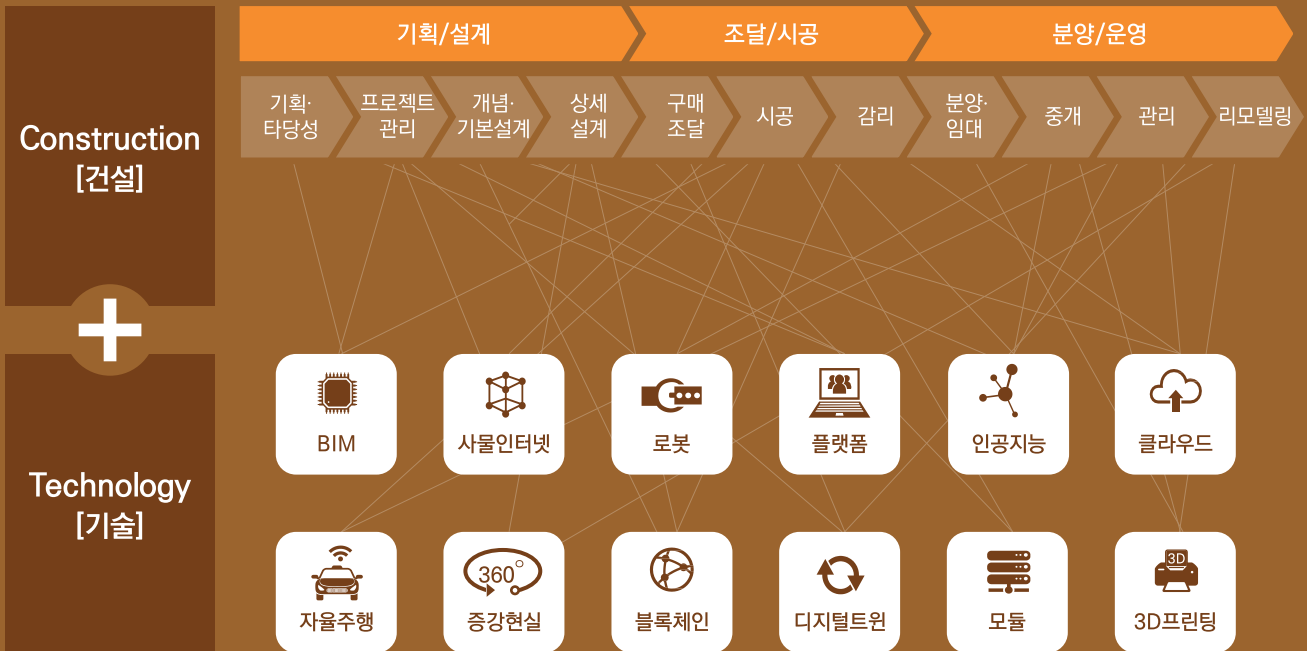 기획/설계
조달/시공
분양/운영
기획·
타당성
프로젝트
관리
개념·
기본설계
상세
설계
구매
조달
시공
감리
분양·
임대
중개
관리
리모델링
Construction
[건설]
Technology
[기술]
BIM
사물인터넷
로봇
플랫폼
인공지능
클라우드
360°
3D
자율주행
증강현실
블록체인
디지털트윈
모듈
3D프린팅